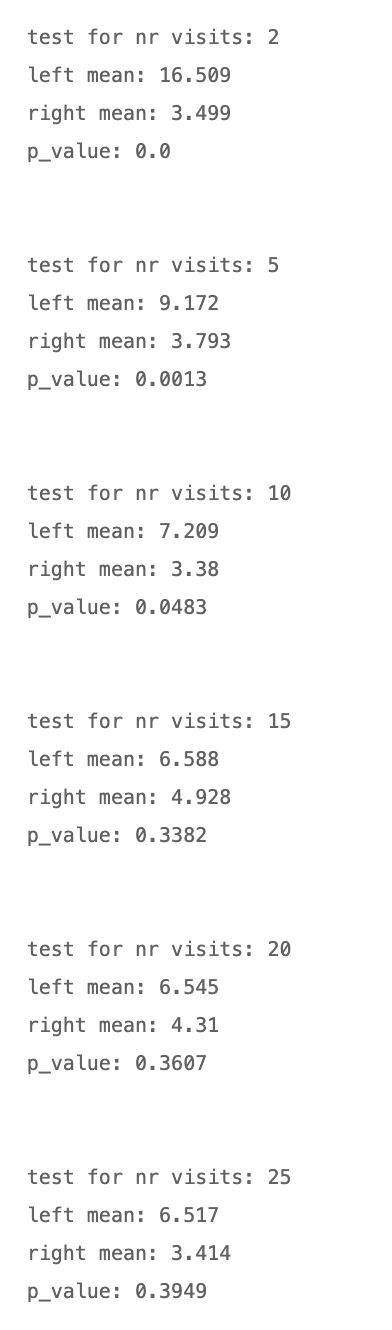 test for nr visits: 2
left mean: 16.509
right mean: 3.499
p_value: 0.0
test for nr visits: 5
left mean: 9.172
right mean: 3.793
p_value: 0.0013
test for nr visits: 10
left mean: 7.209
right mean: 3.38
p_value: 0.0483
test for nr visits: 15
left mean: 6.588
right mean: 4.928
p_value: 0.3382
test for nr visits: 20
left mean: 6.545
right mean: 4.31
p_value: 0.3607
test for nr visits: 25
left mean: 6.517
right mean: 3.414
p_value: 0.3949